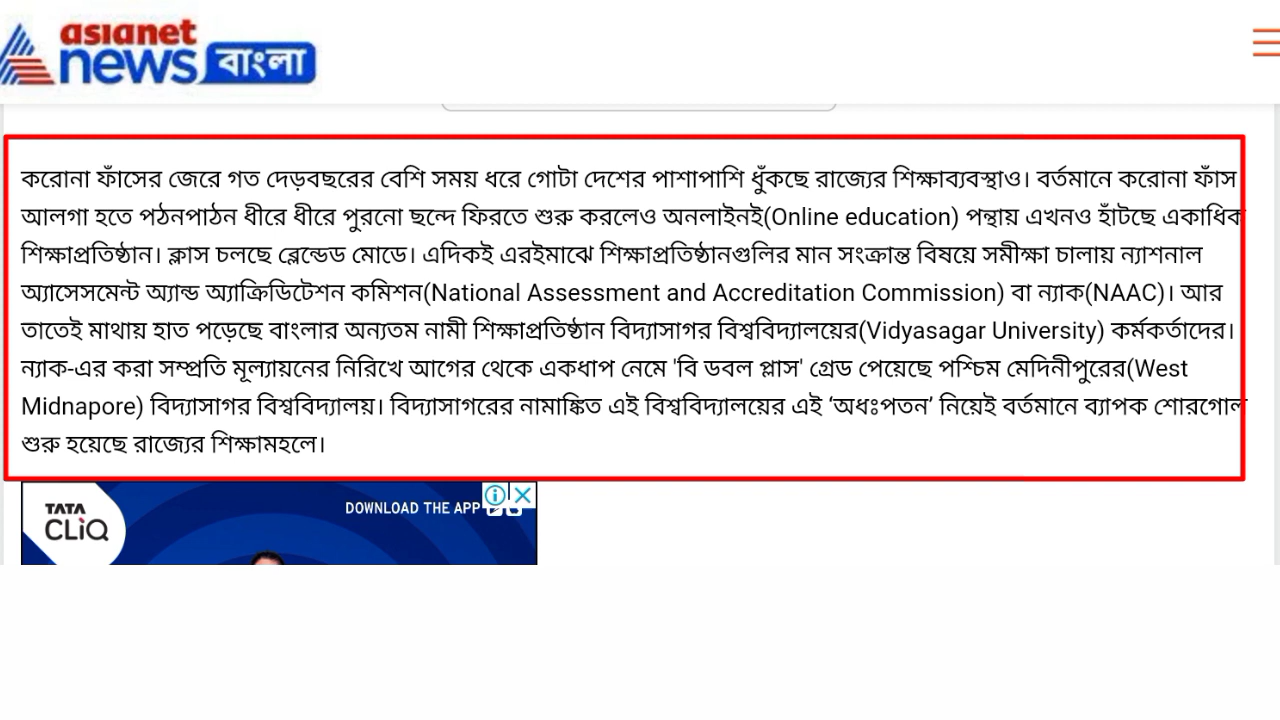 asianet
news বাংলা
করোনা ফাঁসের জেরে গত দেড়বছরের বেশি সময় ধরে গোটা দেশের পাশাপাশি ধুঁকছে রাজ্যের শিক্ষাব্যবস্থাও। বর্তমানে করোনা ফাঁস
আলগা হতে পঠনপাঠন ধীরে ধীরে পুরনো ছন্দে ফিরতে শুরু করলেও অনলাইনই(Online education) পন্থায় এখনও হাঁটছে একাধিক
শিক্ষাপ্রতিষ্ঠান। ক্লাস চলছে ব্লেন্ডেড মোডে। এদিকই এরইমাঝে শিক্ষাপ্রতিষ্ঠানগুলির মান সংক্রান্ত বিষয়ে সমীক্ষা চালায় ন্যাশনাল
অ্যাসেসমেন্ট অ্যান্ড অ্যাক্রিডিটেশন কমিশন(National Assessment and Accreditation Commission) বা ন্যাক(NAAC)। আর
তাতেই মাথায় হাত পড়েছে বাংলার অন্যতম নামী শিক্ষাপ্রতিষ্ঠান বিদ্যাসাগর বিশ্ববিদ্যালয়ের(Vidyasagar University) কর্মকর্তাদের।
ন্যাক-এর করা সম্প্রতি মূল্যায়নের নিরিখে আগের থেকে একধাপ নেমে 'বি ডবল প্লাস' গ্রেড পেয়েছে পশ্চিম মেদিনীপুরের(West
Midnapore) বিদ্যাসাগর বিশ্ববিদ্যালয়। বিদ্যাসাগরের নামাঙ্কিত এই বিশ্ববিদ্যালয়ের এই ‘অধঃপতন’ নিয়েই বর্তমানে ব্যাপক শোরগোল
শুরু হয়েছে রাজ্যের শিক্ষামহলে।
TATA
CLiQ
DOWNLOAD THE APP